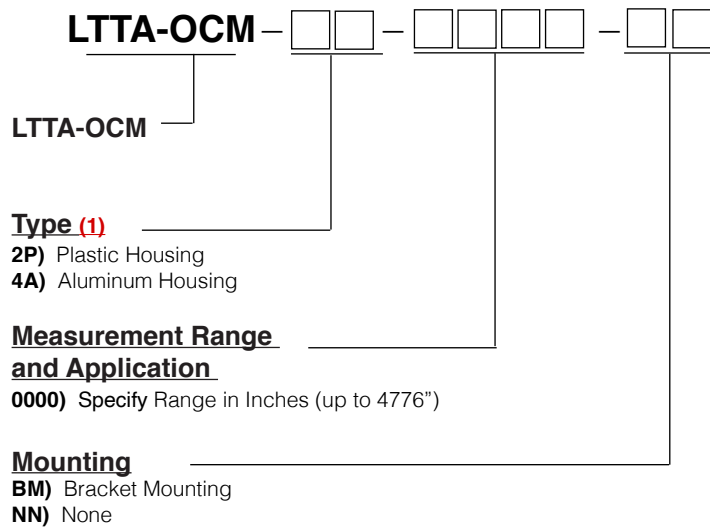 LTTA-OCM – □□ – □□□□ – □□
LTTA-OCM
Type (1)
2P) Plastic Housing
4A) Aluminum Housing
Measurement Range
and Application
0000) Specify Range in Inches (up to 4776”)
Mounting
BM) Bracket Mounting
NN) None